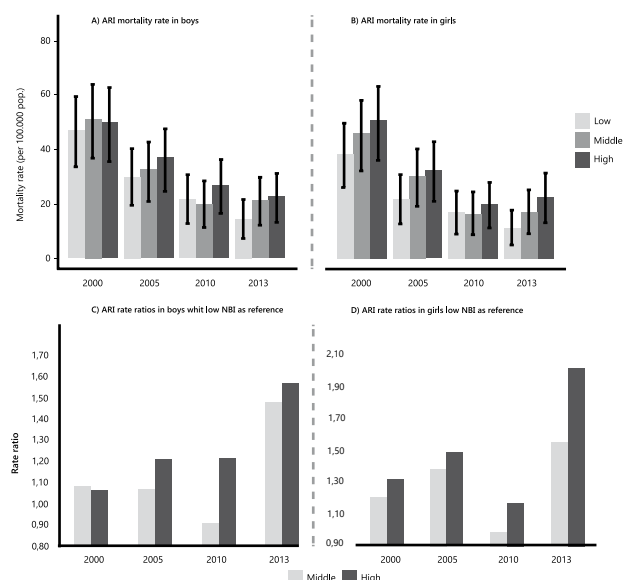 A) ARI mortality rate in boys
B) ARI mortality rate in girls
Mortality rate (per 100.000 pop.)
80
60
40
20
0
2000 2005 2010 2013
2000 2005 2010 2013
Low
Middle
High
C) ARI rate ratios in boys whit low NBI as reference
D) ARI rate ratios in girls low NBI as reference
Rate ratio
1,70
1,60
1,50
1,40
1,30
1,20
1,10
1,00
0,90
0,80
2000 2005 2010 2013
2,10
1,90
1,70
1,50
1,30
1,10
0,90
2000 2005 2010 2013
Middle High